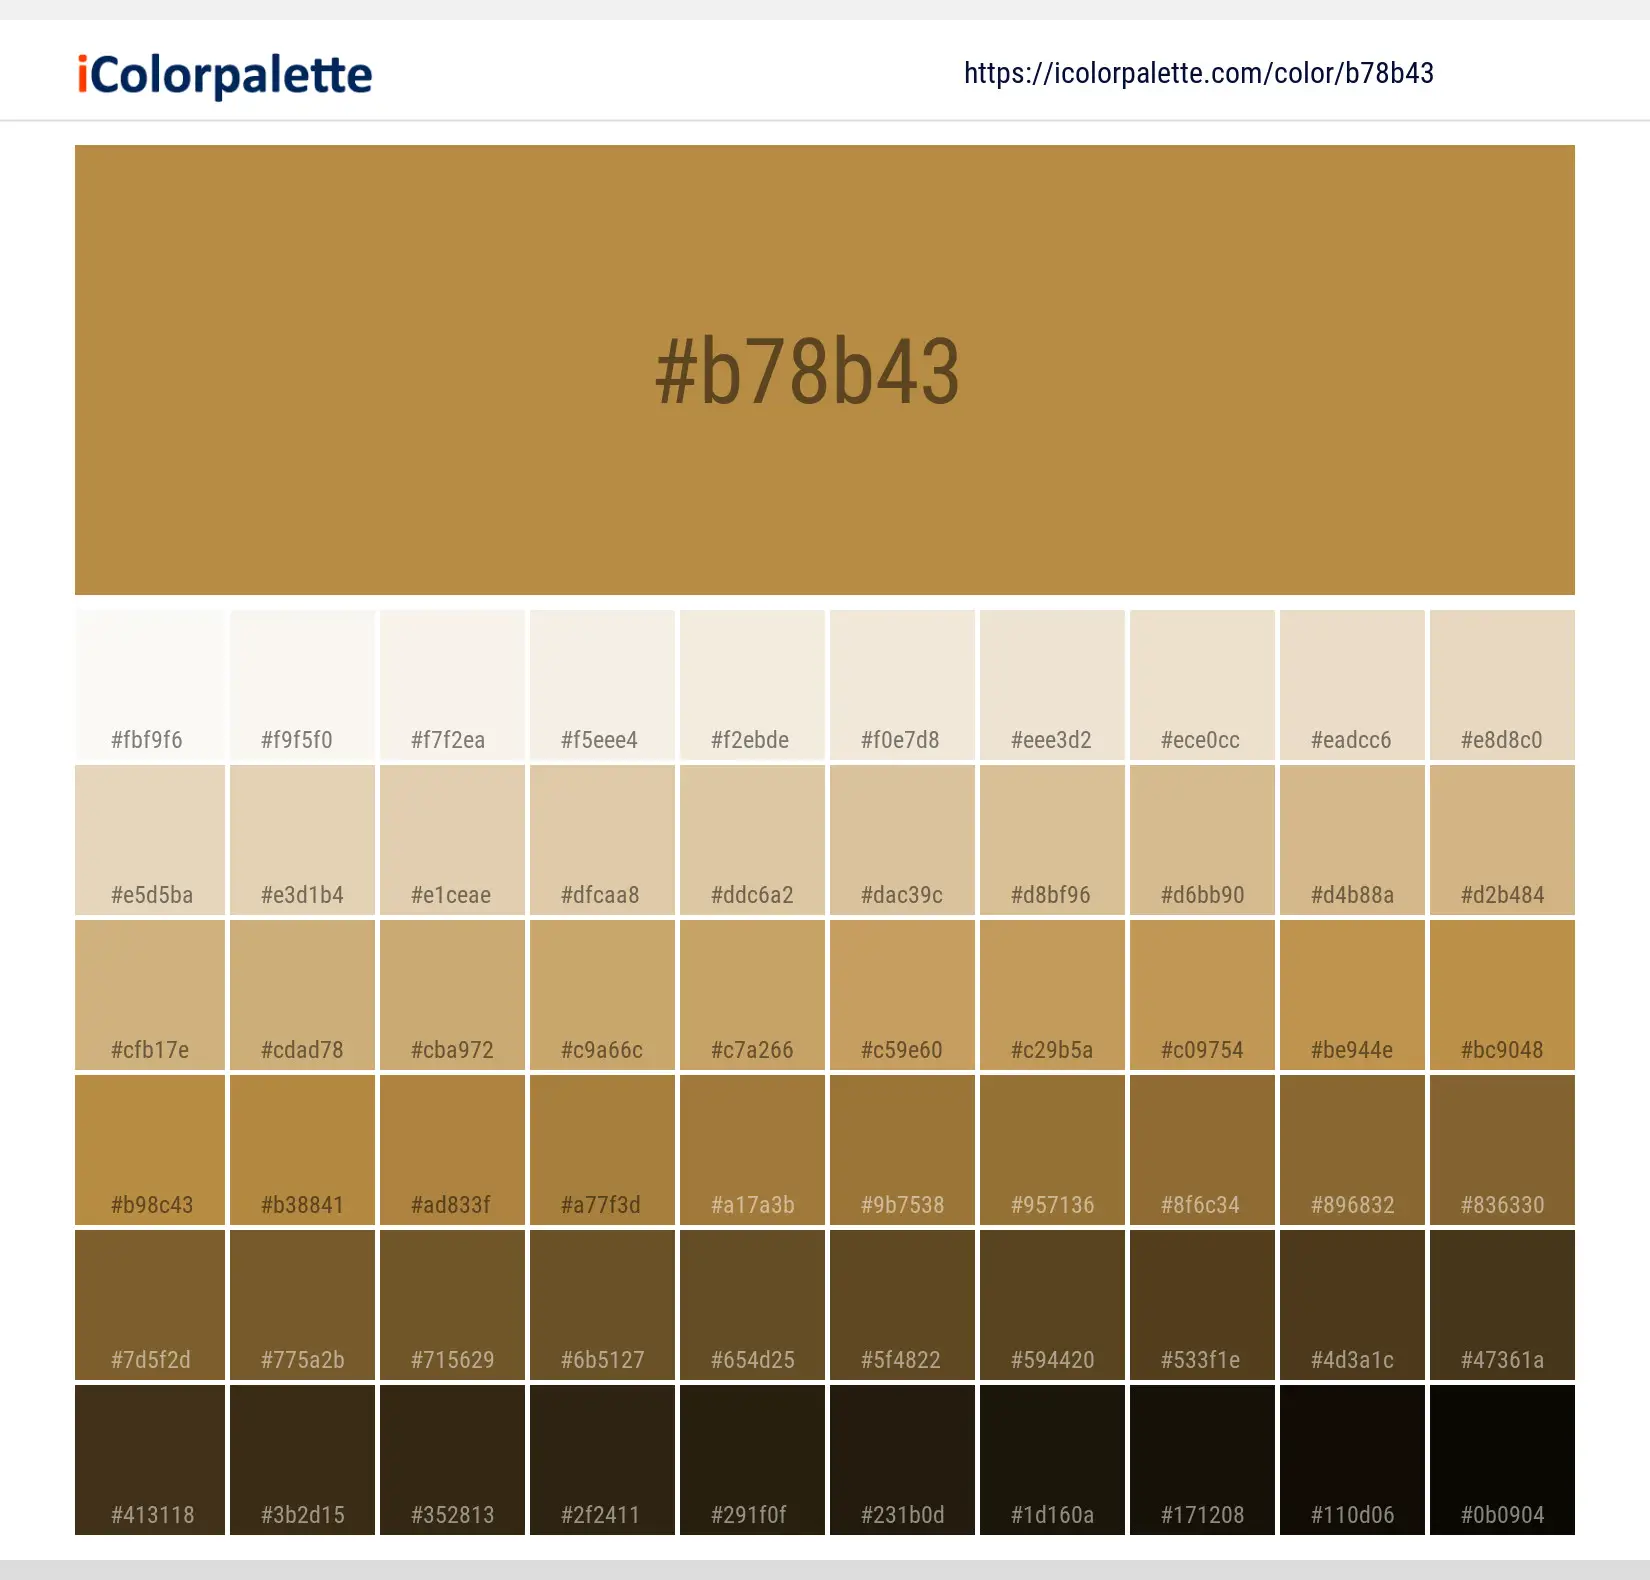 iColorpalette https://icolorpalette.com/color/b78b43
#b78b43
#fbf9f6 #f9f5f0 #f7f2ea #f5eee4 #f2ebde #f0e7d8 #eee3d2 #ece0cc #eadcc6 #e8d8c0
#e5d5ba #e3d1b4 #e1ceae #dfcaa8 #ddc6a2 #dac39c #d8bf96 #d6bb90 #d4b88a #d2b484
#cfb17e #cdad78 #cba972 #c9a66c #c7a266 #c59e60 #c29b5a #c09754 #be944e #bc9048
#b98c43 #b38841 #ad833f #a77f3d #a17a3b #9b7538 #957136 #8f6c34 #896832 #836330
#7d5f2d #775a2b #715629 #6b5127 #654d25 #5f4822 #594420 #533f1e #4d3a1c #47361a
#413118 #3b2d15 #352813 #2f2411 #291f0f #231b0d #1d160a #171208 #110d06 #0b0904